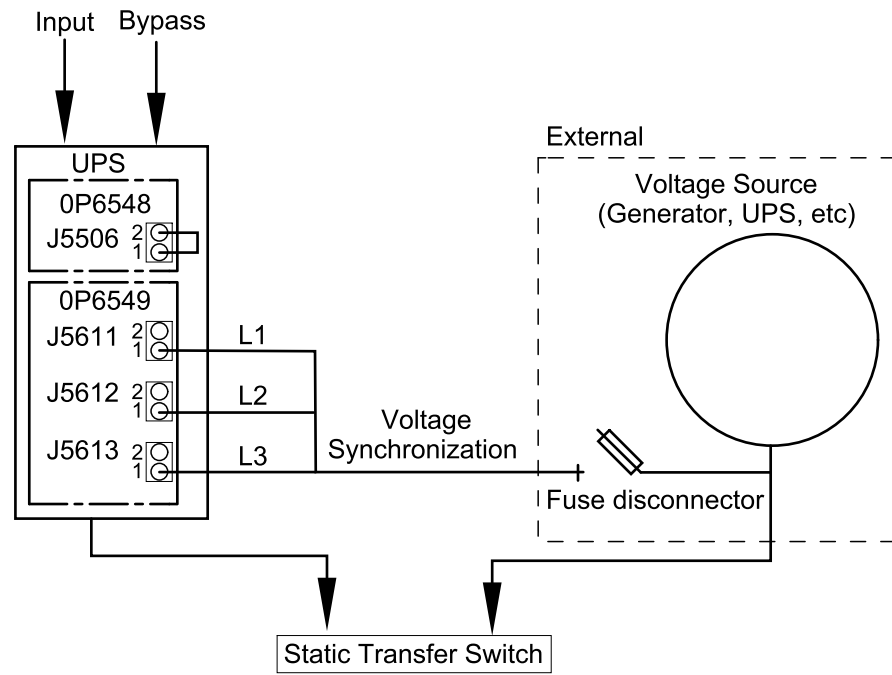 Input Bypass
External
UPS
Voltage Source
(Generator, UPS, etc)
0P6548
J5506 2
1
0P6549
J5611 2
1
L1
J5612 2
1
L2
Voltage
Synchronization
J5613 2
1
L3
Fuse disconnector
Static Transfer Switch